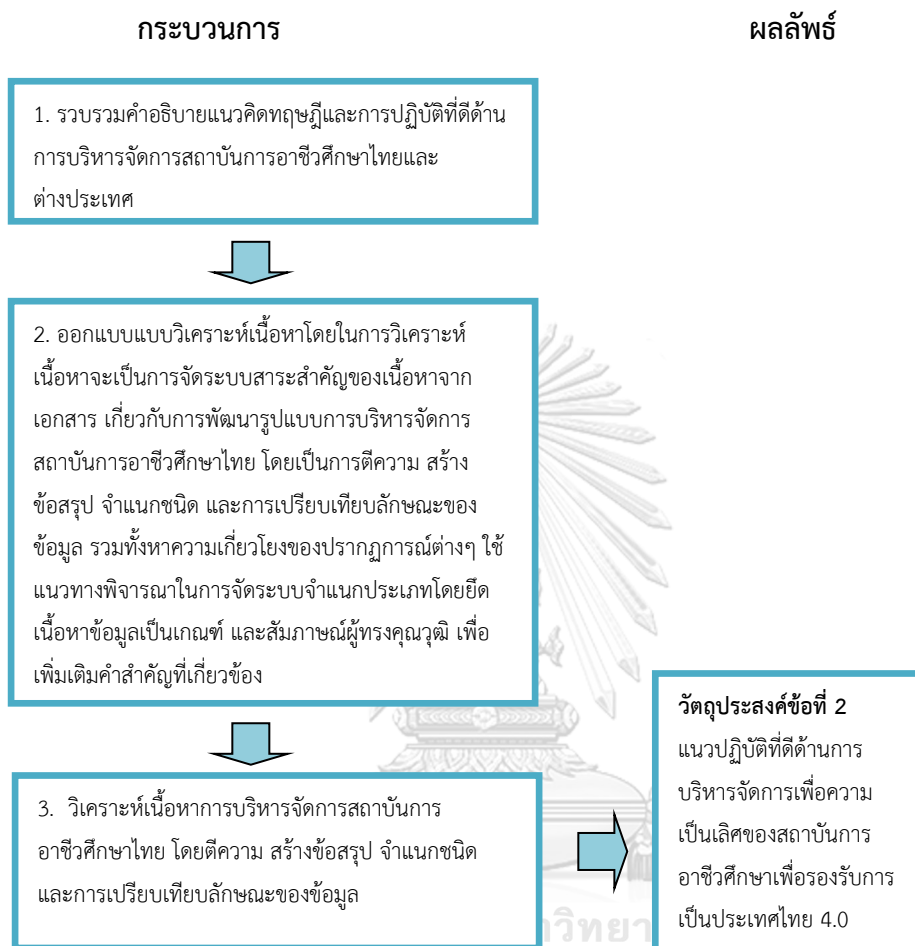 กระบวนการ
ผลลัพธ์
1. รวบรวมคำอธิบายแนวคิดทฤษฎีและการปฏิบัติที่ดีด้าน
การบริหารจัดการสถาบันการอาชีวศึกษาไทยและ
ต่างประเทศ
2. ออกแบบแบบวิเคราะห์เนื้อหาโดยในการวิเคราะห์
เนื้อหาจะเป็นการจัดระบบสาระสำคัญของเนื้อหาจาก
เอกสาร เกี่ยวกับการพัฒนารูปแบบการบริหารจัดการ
สถาบันการอาชีวศึกษาไทย โดยเป็นการตีความ สร้าง
ข้อสรุป จำแนกชนิด และการเปรียบเทียบลักษณะของ
ข้อมูล รวมทั้งหาความเกี่ยวโยงของปรากฏการณ์ต่างๆ ใช้
แนวทางพิจารณาในการจัดระบบจำแนกประเภทโดยยึด
เนื้อหาข้อมูลเป็นเกณฑ์ และสัมภาษณ์ผู้ทรงคุณวุฒิ เพื่อ
เพิ่มเติมคำสำคัญที่เกี่ยวข้อง
3. วิเคราะห์เนื้อหาการบริหารจัดการสถาบันการ
อาชีวศึกษาไทย โดยตีความ สร้างข้อสรุป จำแนกชนิด
และการเปรียบเทียบลักษณะของข้อมูล
วัตถุประสงค์ข้อที่ 2
แนวปฏิบัติที่ดีด้านการ
บริหารจัดการเพื่อความ
เป็นเลิศของสถาบันการ
อาชีวศึกษาเพื่อรองรับการ
เป็นประเทศไทย 4.0